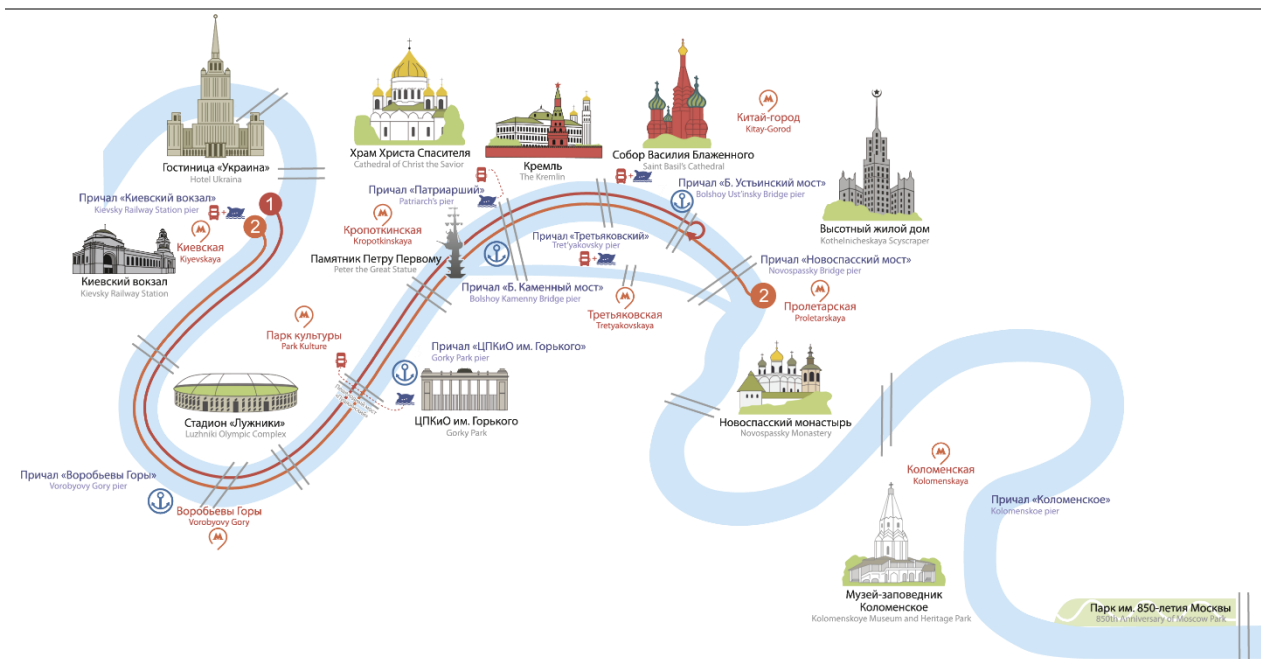 Гостиница «Украина»
Hotel Ukraina
Храм Христа Спасителя
Cathedral of Christ the Savior
Кремль
The Kremlin
Собор Василия Блаженного
Saint Basil's Cathedral
M
Китай-город
Kitay-Gorod
Высотный жилой дом
Kothelnicheskaya Scyscraper
Причал «Киевский вокзал»
Kievsky Railway Station pier
+
1
2
M
Киевская
Kiyevskaya
Киевский вокзал
Kievsky Railway Station
Причал «Патриарший»
Patriarch's pier
M
Кропоткинская
Kropotkinskaya
Памятник Петру Первому
Peter the Great Statue
+
Причал «Б. Устьинский мост»
Bolshoy Ust'insky Bridge pier
Причал «Третьяковский»
Tret'yakovsky pier
+
Причал «Б. Каменный мост»
Bolshoy Kamenny Bridge pier
M
Третьяковская
Tretyakovskaya
Причал «Новоспасский мост»
Novospassky Bridge pier
2
M
Пролетарская
Proletarskaya
M
Парк культуры
Park Kulture
Причал «ЦПКиО им. Горького»
Gorky Park pier
ЦПКиО им. Горького
Gorky Park
Стадион «Лужники»
Luzhniki Olympic Complex
Новоспасский монастырь
Novospassky Monastery
Причал «Воробьевы Горы»
Vorobyovy Gory pier
Воробьевы Горы
Vorobyovy Gory
M
M
Коломенская
Kolomenskaya
Причал «Коломенское»
Kolomenskoe pier
Музей-заповедник
Коломенское
Kolomenskoye Museum and Heritage Park
Парк им. 850-летия Москвы
850th Anniversary of Moscow Park